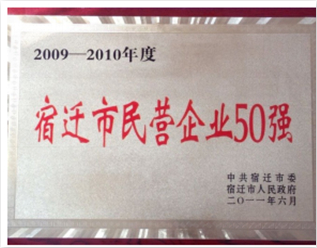 2009—2010年度
宿迁市民营企业50强
中共宿迁市委
宿迁市人民政府
二〇一一年六月